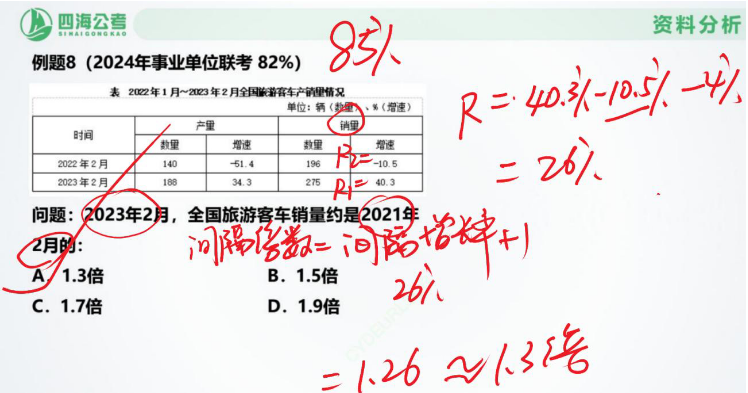 四海公考
SIHAIGONGKAO
资料分析
例题8（2024年事业单位联考 82%）
85%
表 2022年1月～2023年2月全国旅游客车产销量情况
单位：辆（数量）、%（增速）
时间 产量 销量
数量 增速 数量 增速
2022年2月 140 -51.4 196 R2= -10.5
2023年2月 188 34.3 275 R1= 40.3
R=40.3%-10.5%-4%
=26%
问题：2023年2月，全国旅游客车销量约是2021年
2月的：
间隔倍数=间隔增长率+1
26%
A. 1.3倍
B. 1.5倍
C. 1.7倍
D. 1.9倍
=1.26≈1.3倍